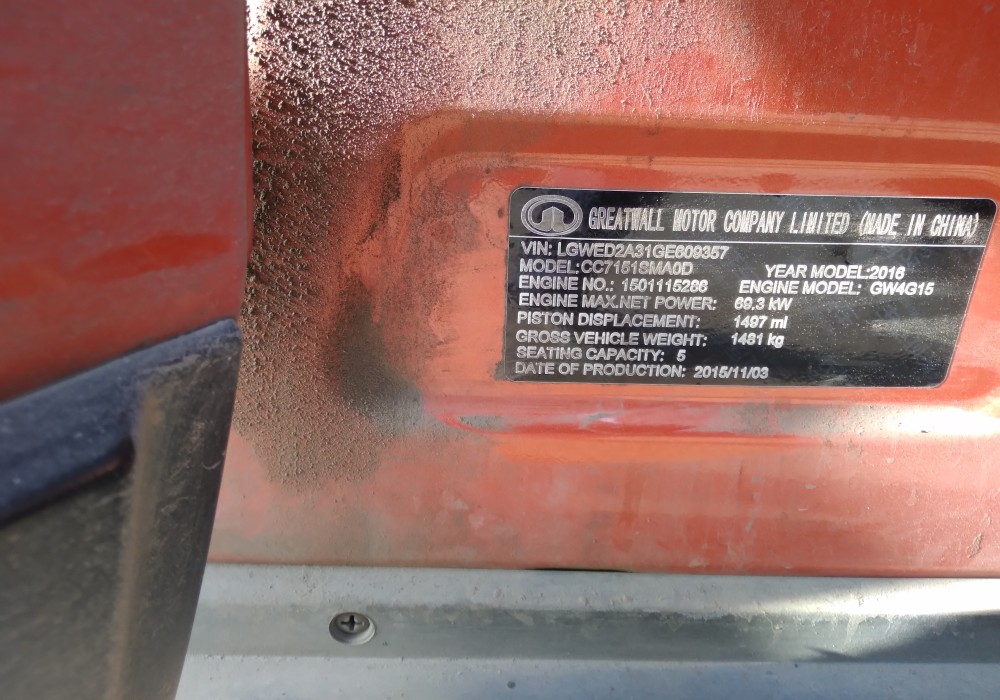 GREATWALL MOTOR COMPANY LIMITED (MADE IN CHINA)
VIN: LGWED2A31GE609357
MODEL:CC7151SMA0D YEAR MODEL:2016
ENGINE NO.: 1501115286 ENGINE MODEL: GW4G15
ENGINE MAX.NET POWER: 69.3 kW
PISTON DISPLACEMENT: 1497 ml
GROSS VEHICLE WEIGHT: 1481 kg
SEATING CAPACITY: 5
DATE OF PRODUCTION: 2015/11/03